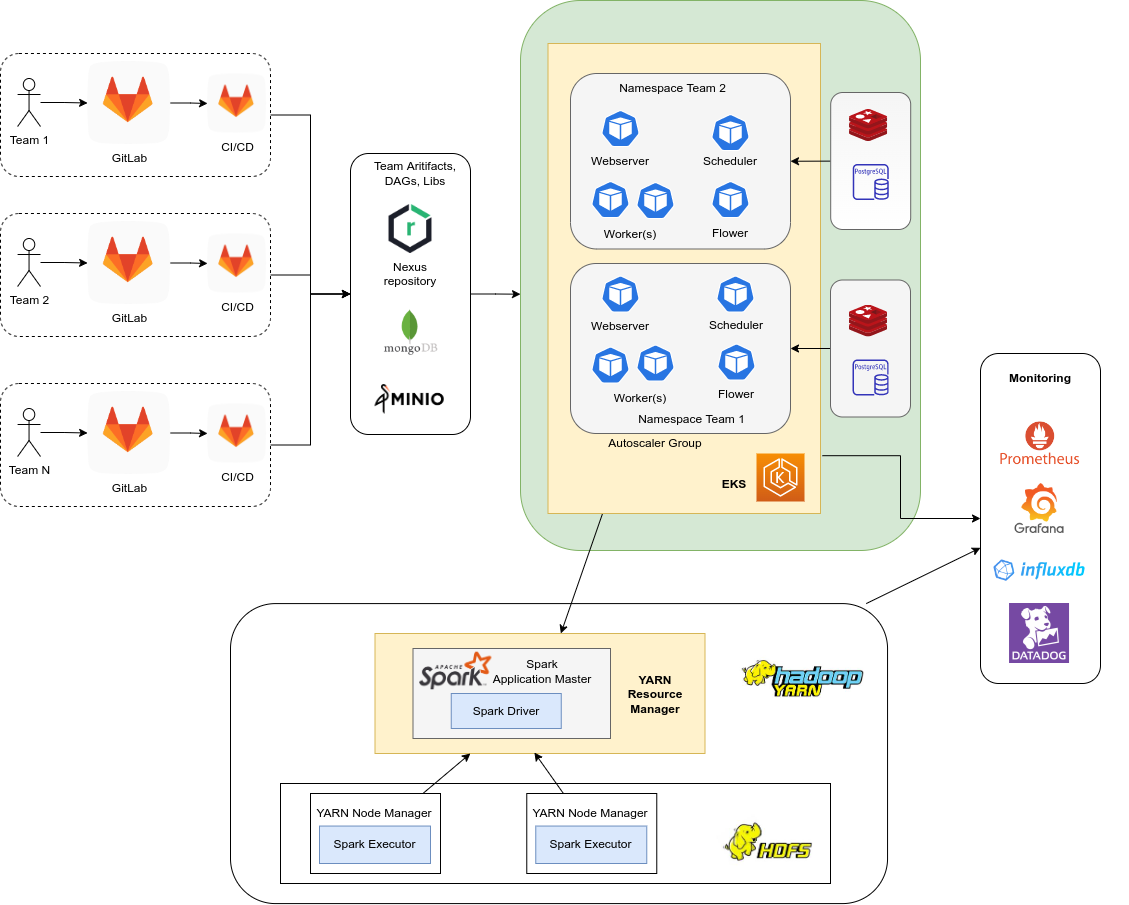 Team 1
GitLab
CI/CD
Team 2
GitLab
CI/CD
Team N
GitLab
CI/CD
Team Aritifacts,
DAGs, Libs
r
Nexus
repository
mongoDB
MINIO
Namespace Team 2
Webserver
Scheduler
Worker(s)
Flower
PostgreSQL
Webserver
Scheduler
Worker(s)
Flower
Namespace Team 1
PostgreSQL
Autoscaler Group
EKS
K
Monitoring
Prometheus
Grafana
influxdb
DATADOG
APACHE
Spark
Spark
Application Master
Spark Driver
YARN
Resource
Manager
hadoop
YARN
YARN Node Manager
Spark Executor
YARN Node Manager
Spark Executor
HDFS